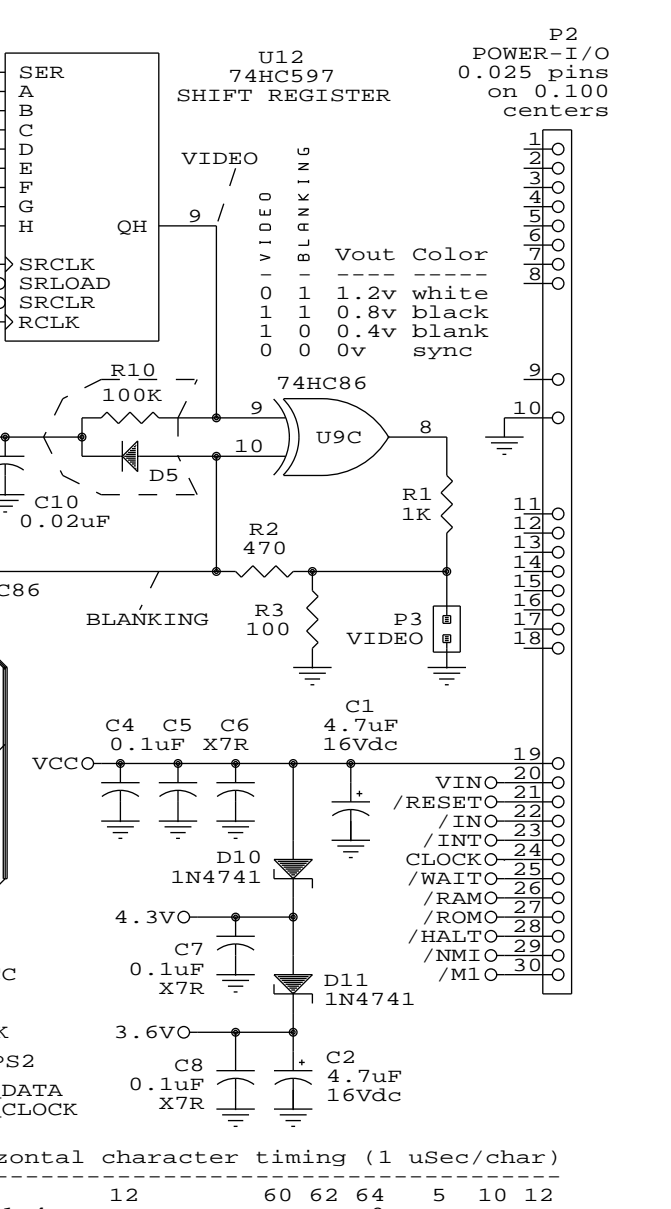 P2
POWER-I/O
0.025 pins
on 0.100
centers
U12
74HC597
SHIFT REGISTER
SER
A
B
C
D
E
F
G
H
QH
9
SRCLK
SRLOAD
SRCLR
RCLK
VIDEO
VIDEO
BLANKING
Vout Color
---- -----
0 1 1.2v white
1 1 0.8v black
1 0 0.4v blank
0 0 0v sync
1
2
3
4
5
6
7
8
9
10
11
12
13
14
15
16
17
18
R10
100K
D5
C10
0.02uF
74HC86
9
10
U9C
8
R1
1K
R2
470
R3
100
P3
VIDEO
C86
BLANKING
C1
4.7uF
16Vdc
C4 C5 C6
0.1uF X7R
VCC
19
VIN 20
/RESET 21
/IN 22
/INT 23
CLOCK 24
/WAIT 25
/RAM 26
/ROM 27
/HALT 28
/NMI 29
/M1 30
D10
1N4741
4.3V
C7
0.1uF
X7R
D11
1N4741
3.6V
C8
0.1uF
X7R
C2
4.7uF
16Vdc
C
K
PS2
_DATA
_CLOCK
zontal character timing (1 uSec/char)
12 60 62 64 5 10 12